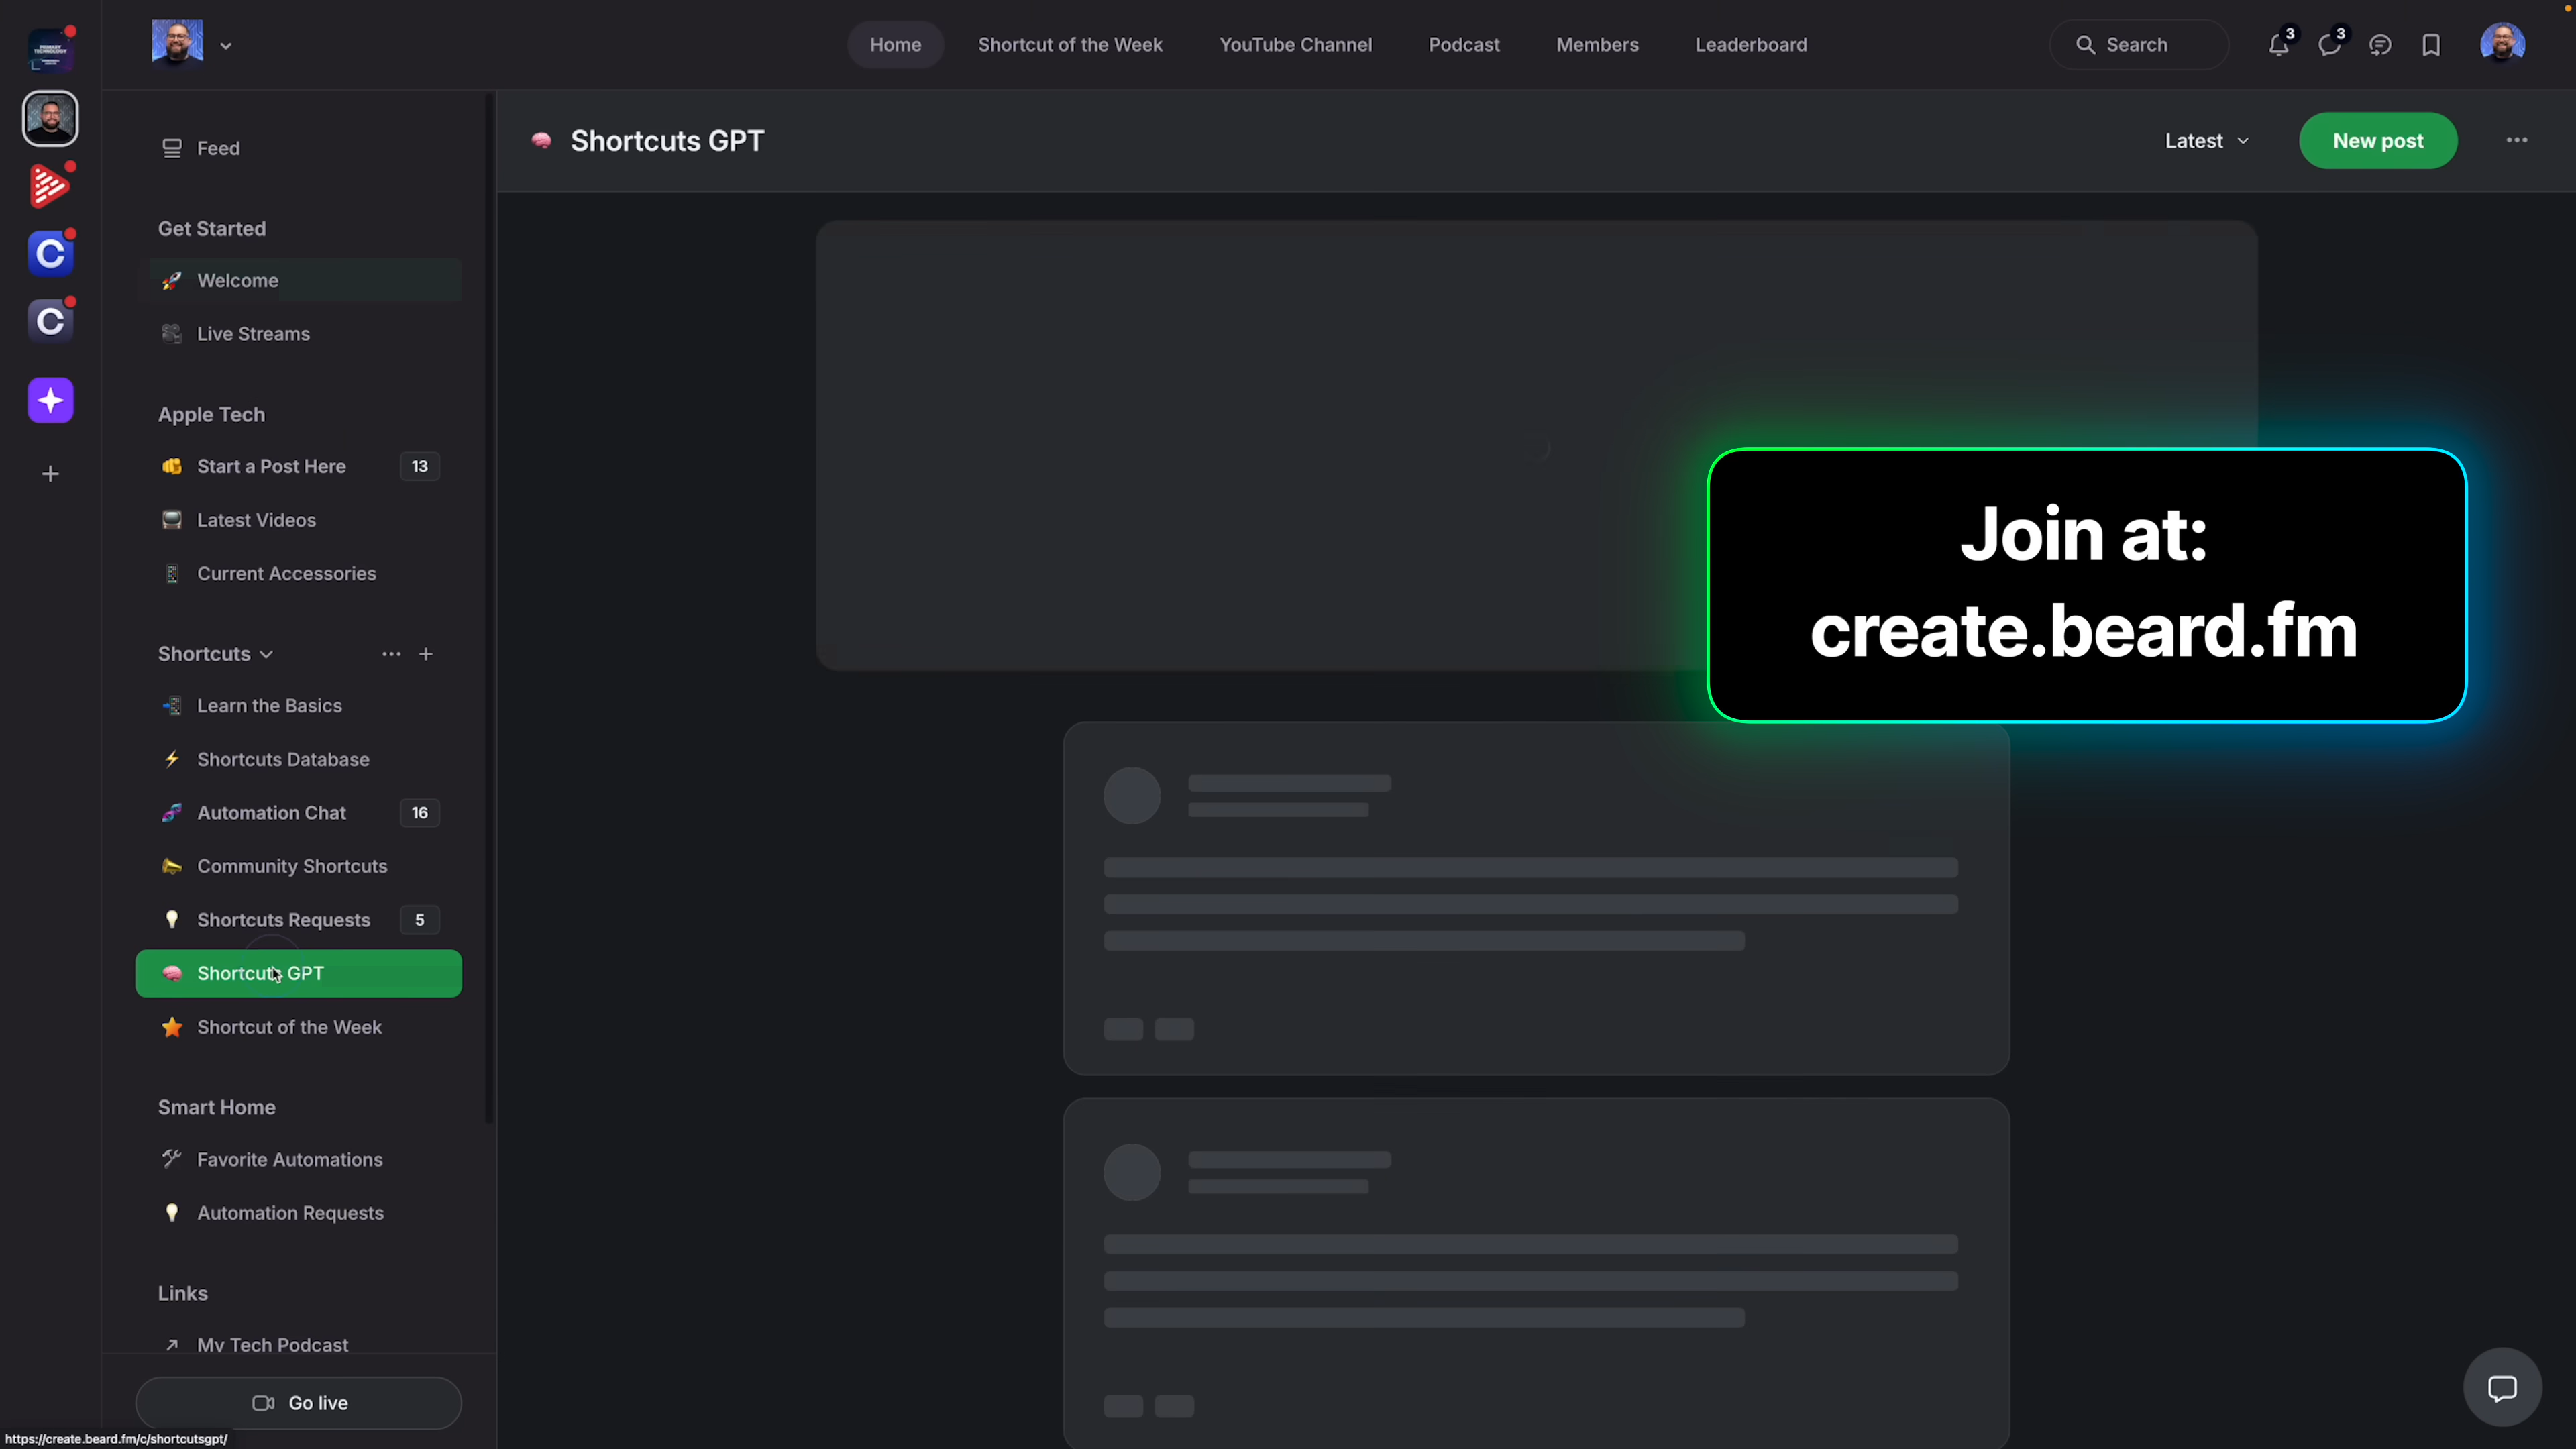 Home
Shortcut of the Week
YouTube Channel
Podcast
Members
Leaderboard
Search
3
3
Feed
Get Started
Welcome
Live Streams
Apple Tech
Start a Post Here
13
Latest Videos
Current Accessories
Shortcuts
Learn the Basics
Shortcuts Database
Automation Chat
16
Community Shortcuts
Shortcuts Requests
5
Shortcuts GPT
Shortcut of the Week
Smart Home
Favorite Automations
Automation Requests
Links
My Tech Podcast
Go live
https://create.beard.fm/c/shortcutsgpt/
Shortcuts GPT
Latest
New post
Join at:
create.beard.fm
PRIMARY
TECHNOLOGY
C
C